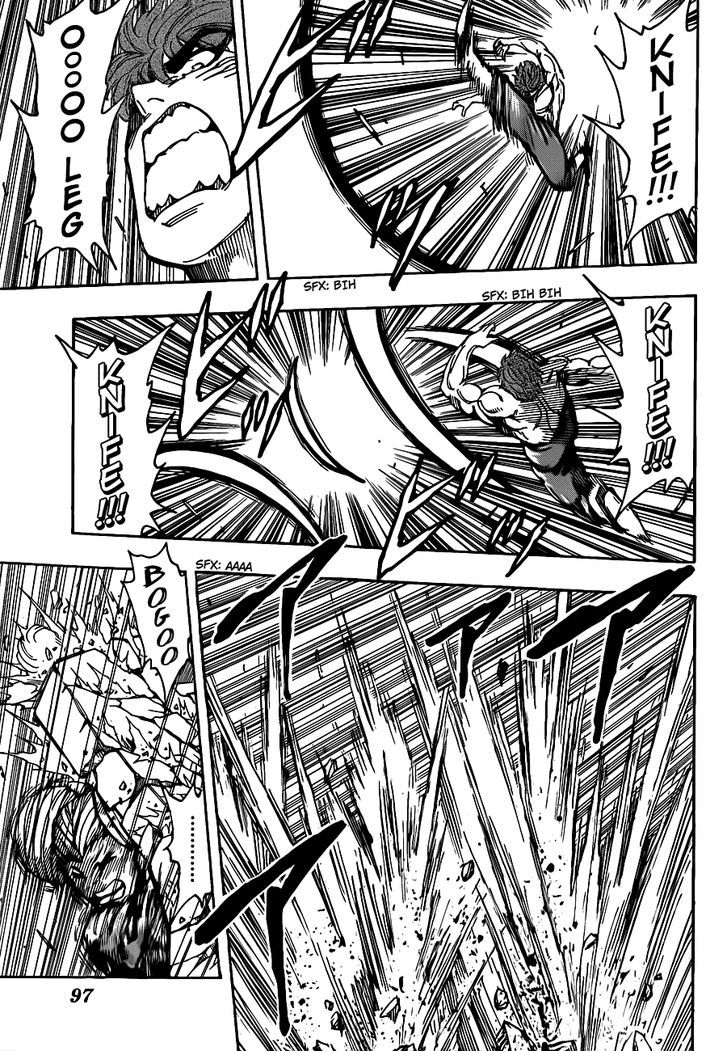 KNIFE!!!
OOOOO LEG
SFX: BIH
SFX: BIH BIH
KNIFE!!!
KNIFE!!!
SFX: AAAA
BOGOO
.........
97